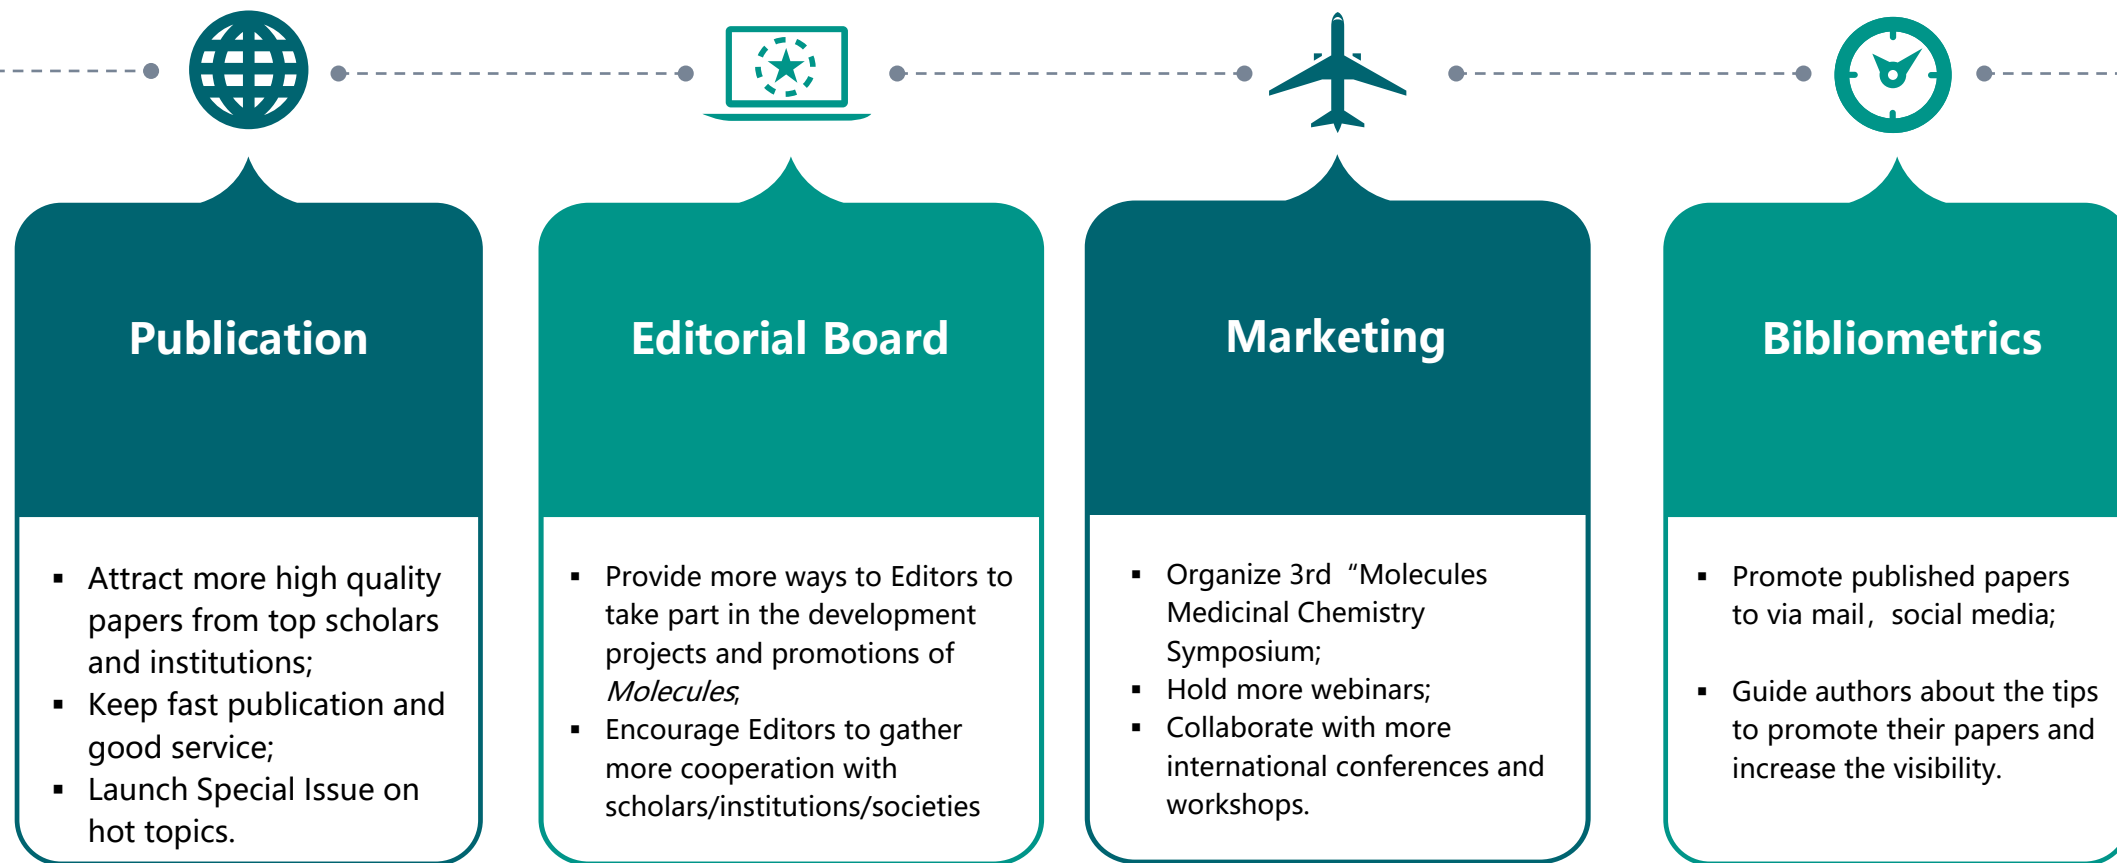 Publication
▪ Attract more high quality
papers from top scholars
and institutions;
▪ Keep fast publication and
good service;
▪ Launch Special Issue on
hot topics.
Editorial Board
▪ Provide more ways to Editors to
take part in the development
projects and promotions of
Molecules;
▪ Encourage Editors to gather
more cooperation with
scholars/institutions/societies
Marketing
▪ Organize 3rd “Molecules
Medicinal Chemistry
Symposium;
▪ Hold more webinars;
▪ Collaborate with more
international conferences and
workshops.
Bibliometrics
▪ Promote published papers
to via mail，social media;
▪ Guide authors about the tips
to promote their papers and
increase the visibility.